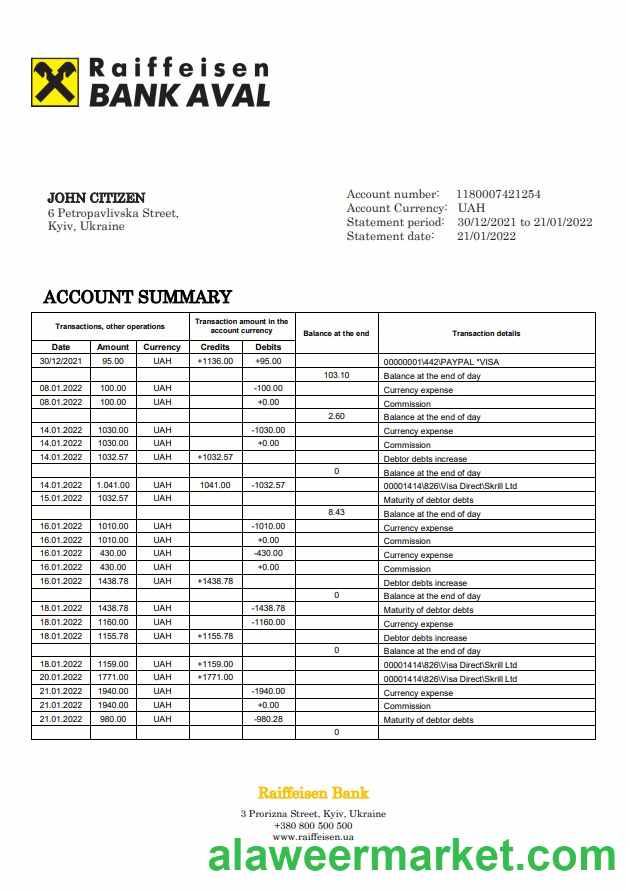 Raiffeisen
BANK AVAL
JOHN CITIZEN
6 Petropavlivska Street,
Kyiv, Ukraine
Account number: 1180007421254
Account Currency: UAH
Statement period: 30/12/2021 to 21/01/2022
Statement date: 21/01/2022
ACCOUNT SUMMARY
Transactions, other operations Transaction amount in the account currency Balance at the end Transaction details
Date Amount Currency Credits Debits
30/12/2021 95.00 UAH +1136.00 +95.00 00000001\442\PAYPAL *VISA
103.10 Balance at the end of day
08.01.2022 100.00 UAH -100.00 Currency expense
08.01.2022 100.00 UAH +0.00 Commission
2.60 Balance at the end of day
14.01.2022 1030.00 UAH -1030.00 Currency expense
14.01.2022 1030.00 UAH +0.00 Commission
14.01.2022 1032.57 UAH +1032.57 Debtor debts increase
0 Balance at the end of day
14.01.2022 1.041.00 UAH 1041.00 -1032.57 00001414\826\Visa Direct\Skrill Ltd
15.01.2022 1032.57 UAH Maturity of debtor debts
8.43 Balance at the end of day
16.01.2022 1010.00 UAH -1010.00 Currency expense
16.01.2022 1010.00 UAH +0.00 Commission
16.01.2022 430.00 UAH -430.00 Currency expense
16.01.2022 430.00 UAH +0.00 Commission
16.01.2022 1438.78 UAH +1438.78 Debtor debts increase
0 Balance at the end of day
18.01.2022 1438.78 UAH -1438.78 Maturity of debtor debts
18.01.2022 1160.00 UAH -1160.00 Currency expense
18.01.2022 1155.78 UAH +1155.78 Debtor debts increase
0 Balance at the end of day
18.01.2022 1159.00 UAH +1159.00 00001414\826\Visa Direct\Skrill Ltd
20.01.2022 1771.00 UAH +1771.00 00001414\826\Visa Direct\Skrill Ltd
21.01.2022 1940.00 UAH -1940.00 Currency expense
21.01.2022 1940.00 UAH +0.00 Commission
21.01.2022 980.00 UAH -980.28 Maturity of debtor debts
0
Raiffeisen Bank
3 Prorizna Street, Kyiv, Ukraine
+380 800 500 500
www.raiffeisen.ua
alaweermarket.com